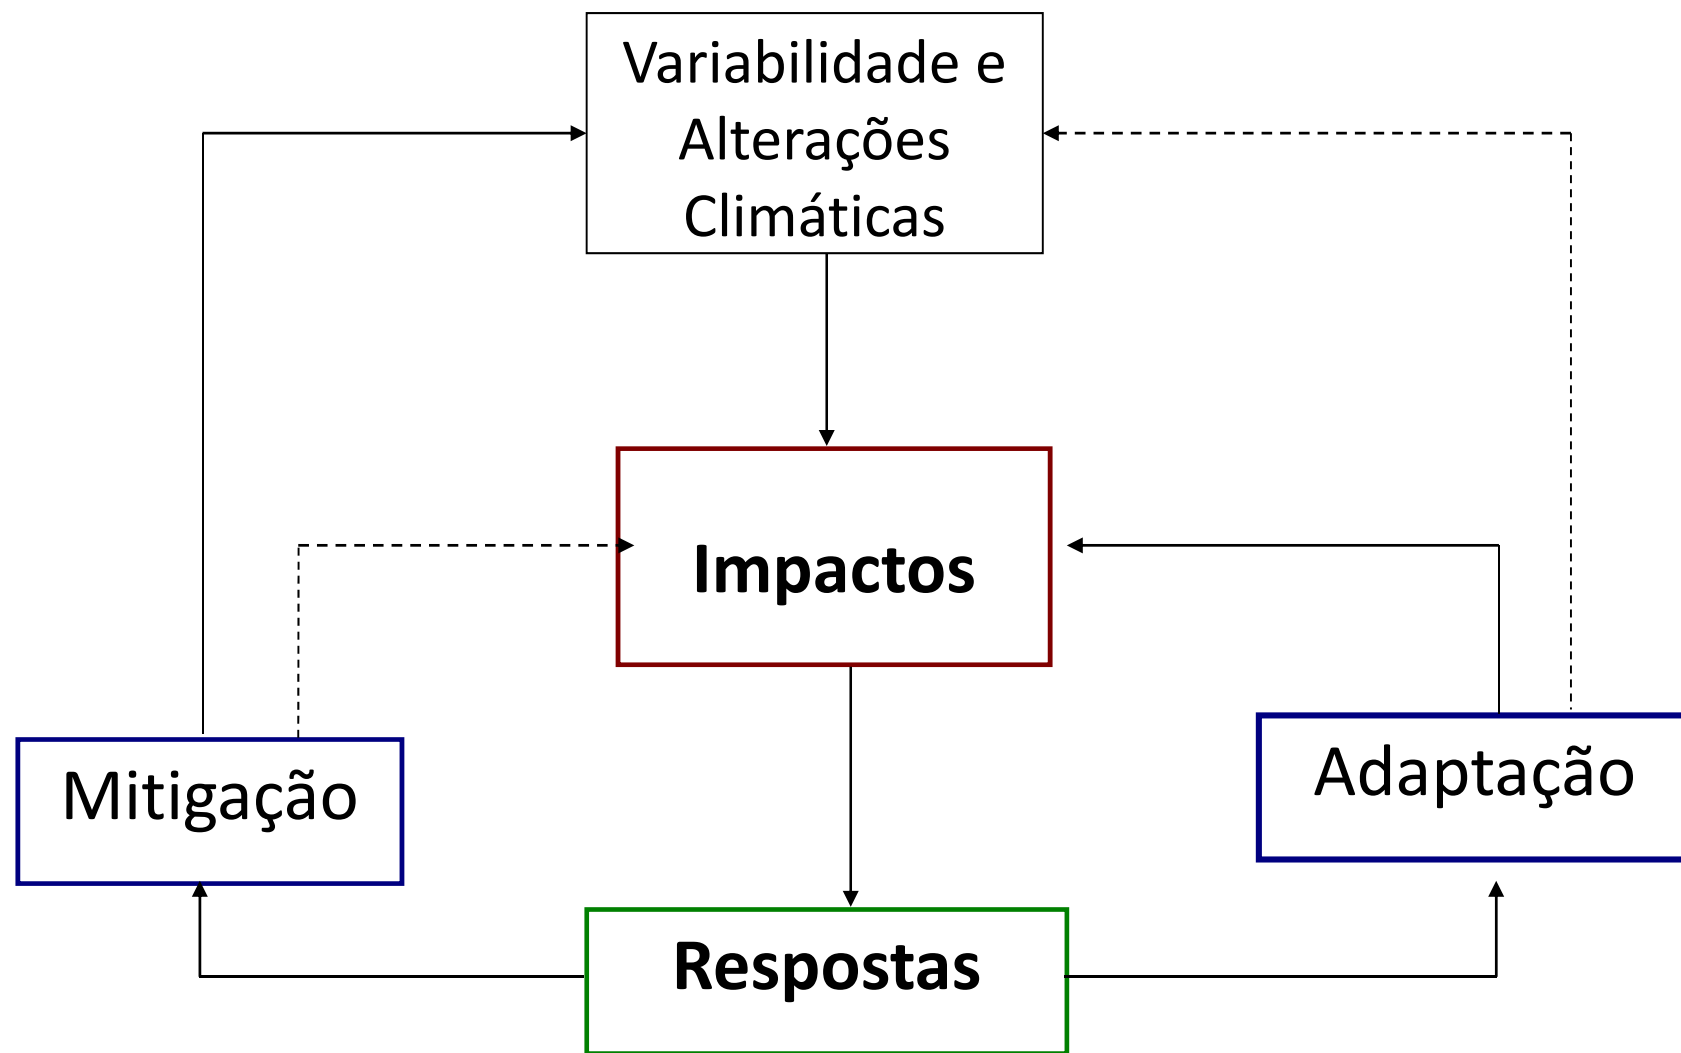 Variabilidade e
Alterações
Climáticas
Impactos
Mitigação
Adaptação
Respostas